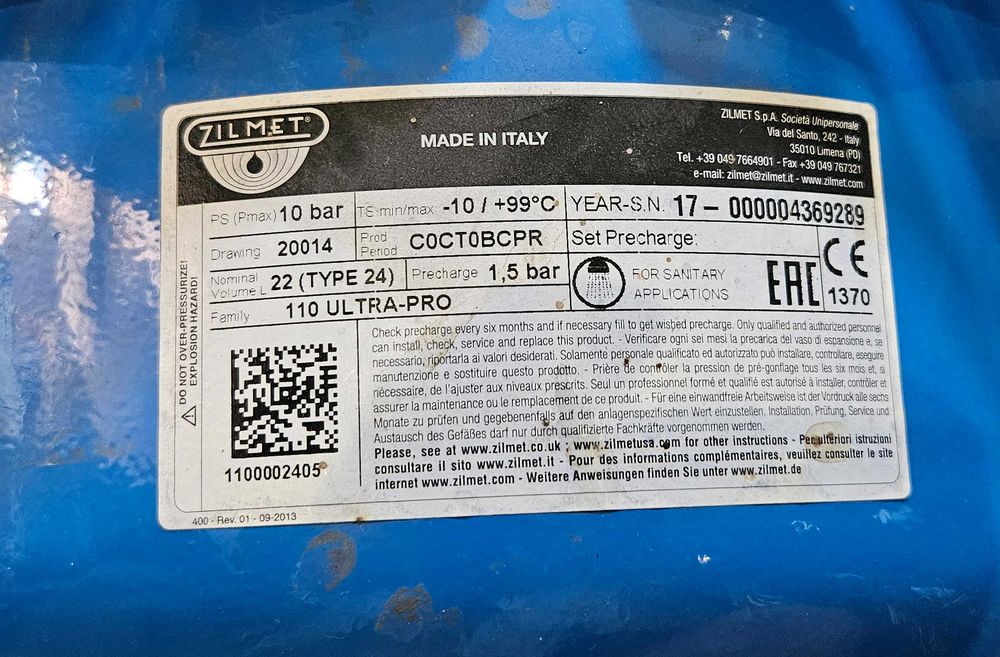 ZILMET®
MADE IN ITALY
ZILMET S.p.A. Società Unipersonale
Via del Santo, 242 - Italy
35010 Limena (PD)
Tel. +39 049 7664901 - Fax +39 049 767321
e-mail: zilmet@zilmet.it - www.zilmet.com
PS (Pmax) 10 bar TS min/max -10 / +99°C YEAR-S.N. 17- 000004369289
Drawing 20014 Prod Period C0CT0BCPR Set Precharge:
Nominal Volume L 22 (TYPE 24) Precharge 1,5 bar FOR SANITARY APPLICATIONS EAC CE 1370
Family 110 ULTRA-PRO
⚠ DO NOT OVER-PRESSURIZE!
EXPLOSION HAZARD!
Check precharge every six months and if necessary fill to get wished precharge. Only qualified and authorized personnel
can install, check, service and replace this product. - Verificare ogni sei mesi la precarica del vaso di espansione e, se
necessario, riportarla ai valori desiderati. Solamente personale qualificato ed autorizzato può installare, controllare, eseguire
manutenzione e sostituire questo prodotto. - Prière de contrôler la pression de pré-gonflage tous les six mois et, si
nécessaire, de l'ajuster aux niveaux prescrits. Seul un professionnel formé et qualifié est autorisé à installer, contrôler et
assurer la maintenance ou le remplacement de ce produit. - Für eine einwandfreie Arbeitsweise ist der Vordruck alle sechs
Monate zu prüfen und gegebenenfalls auf den anlagenspezifischen Wert einzustellen. Installation, Prüfung, Service und
Austausch des Gefäßes darf nur durch qualifizierte Fachkräfte vorgenommen werden.
Please, see at www.zilmet.co.uk ; www.zilmetusa.com for other instructions - Per ulteriori istruzioni
consultare il sito www.zilmet.it - Pour des informations complémentaires, veuillez consulter le site
internet www.zilmet.com - Weitere Anweisungen finden Sie unter www.zilmet.de
1100002405
400 - Rev. 01 - 09-2013